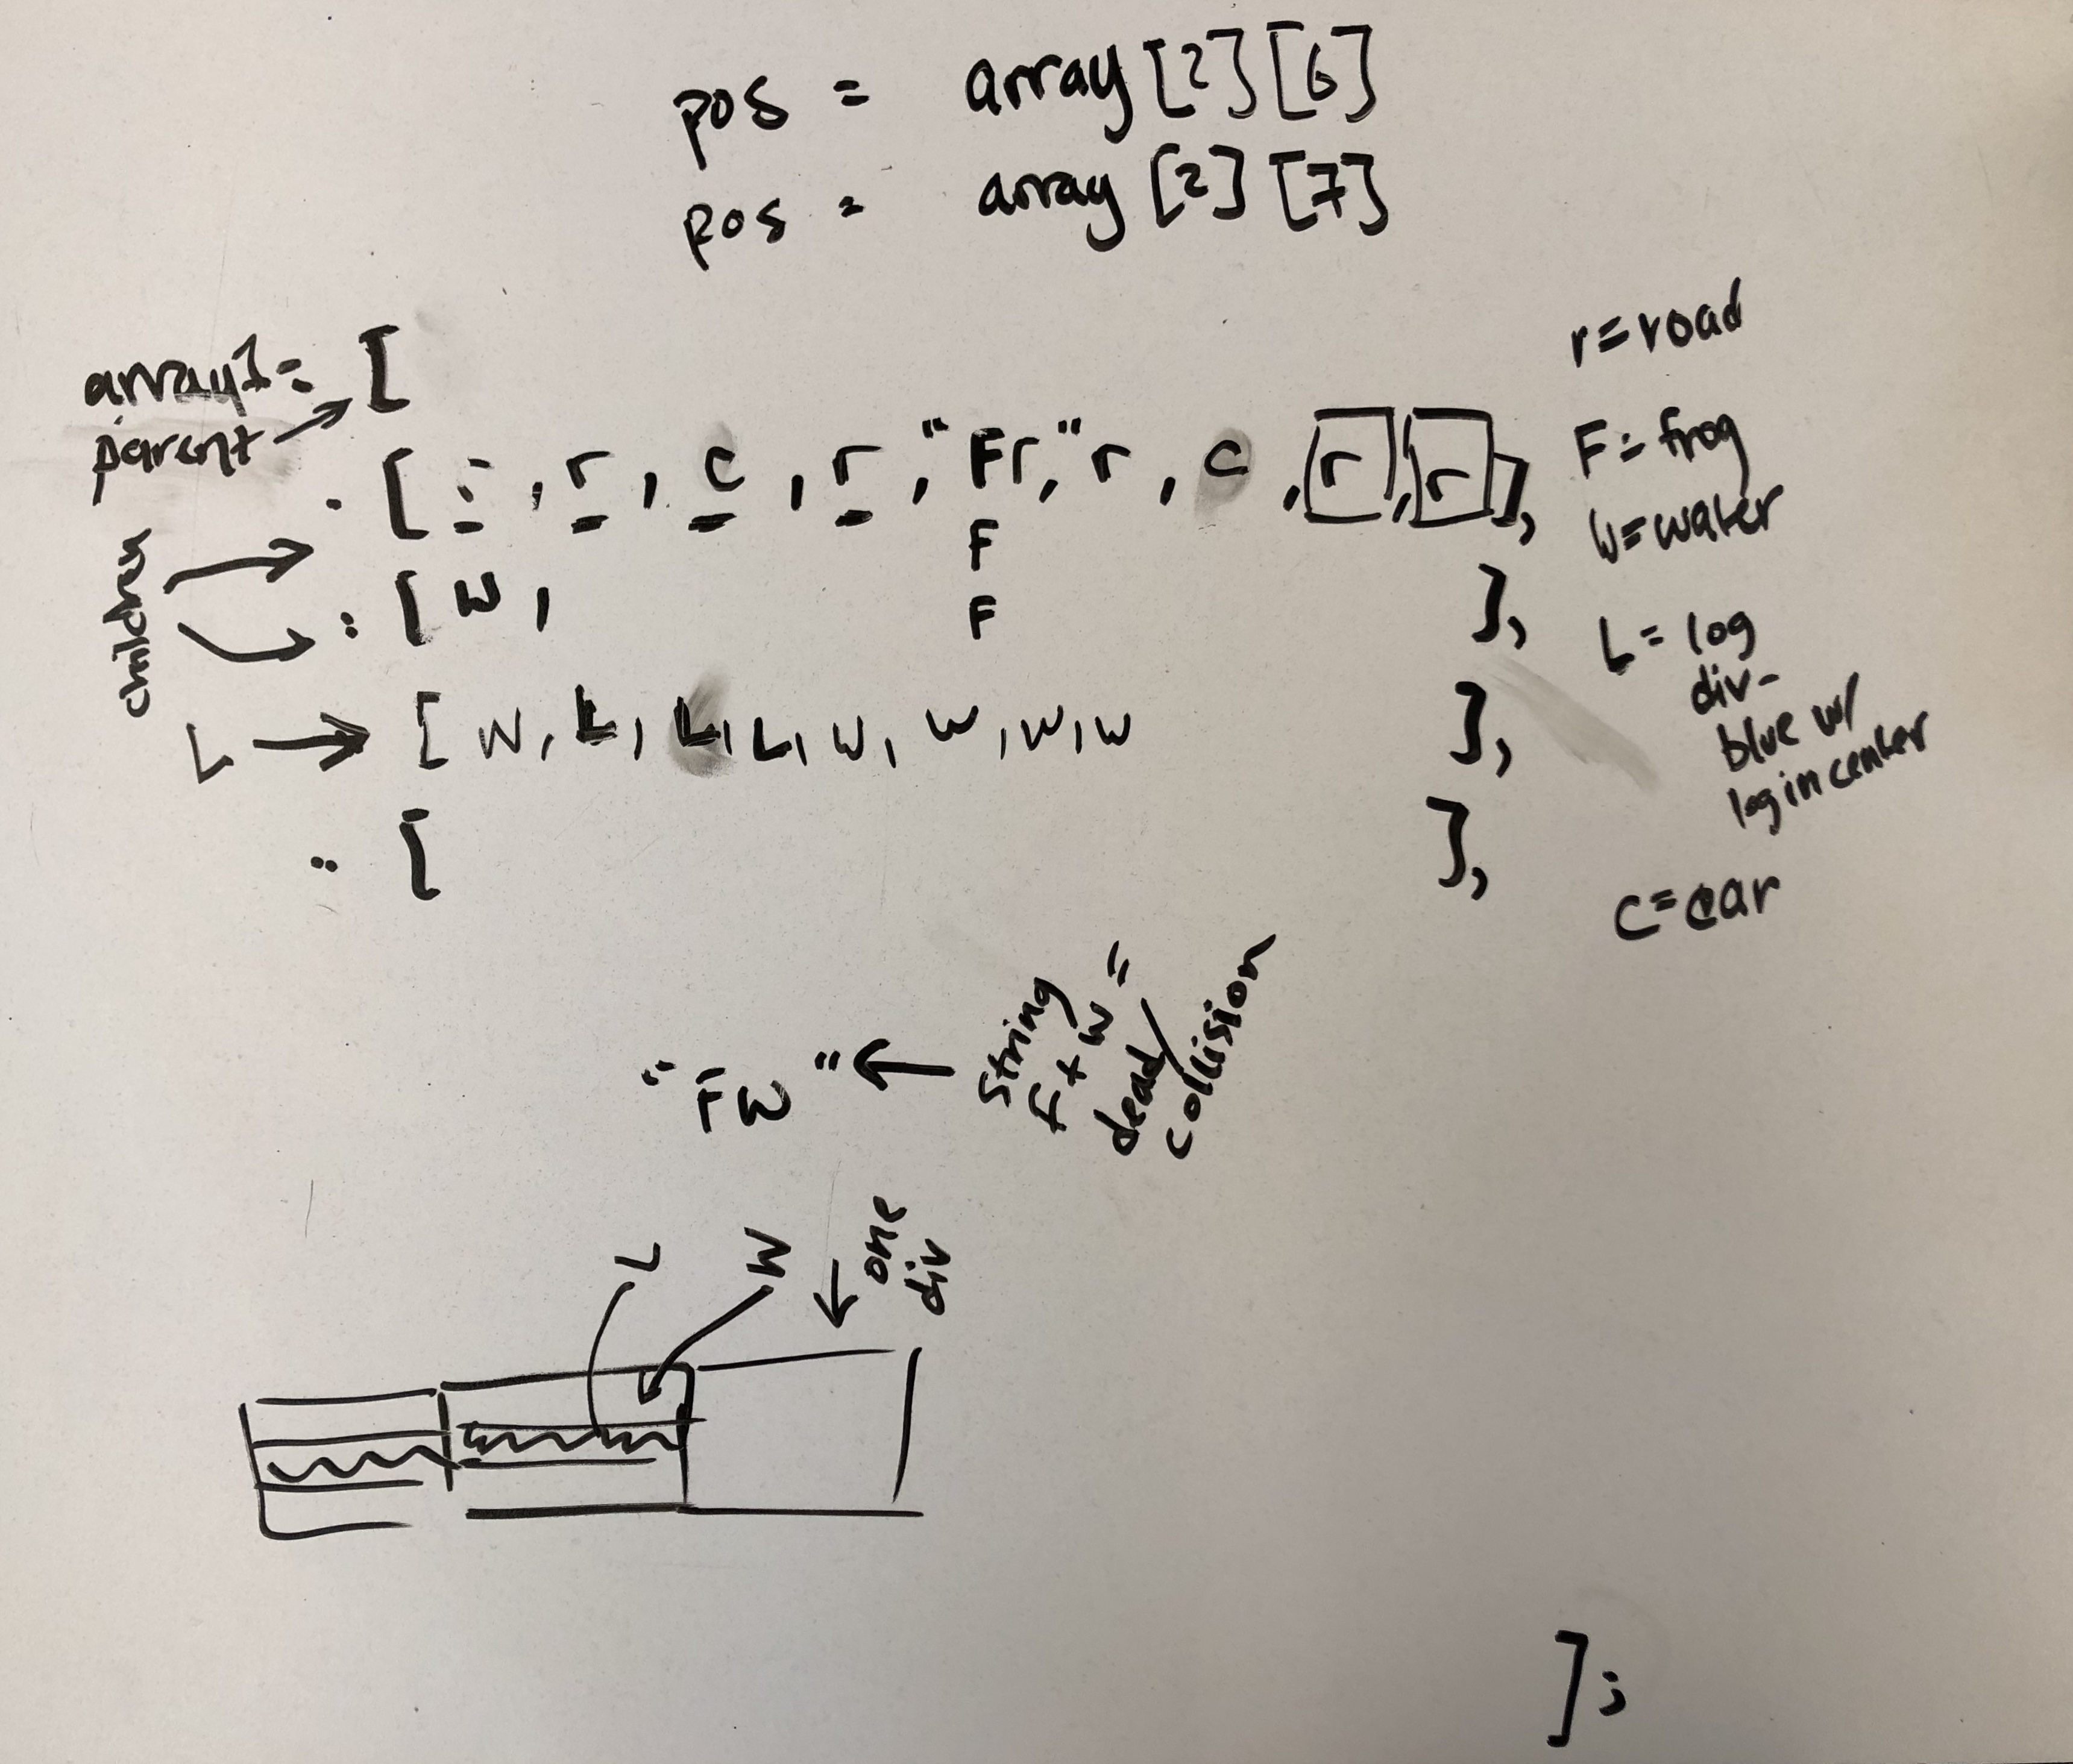 pos = array [2] [6]
pos = array [2] [7]
array1 = [
parent
[ : , r , c , r , "Fr," r , c , r , r ],
F
[ W , ],
F
children
L → [ W, L, L, L, W, W, W, W ],
[ ],
r = road
F = frog
W = water
L = log
div-
blue w/
log in center
c = car
"FW" ←
string
F + W =
dead/
collision
L
W
one
div
];